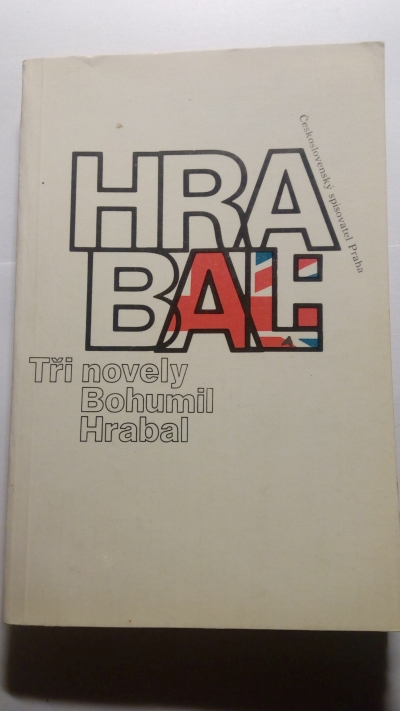 HRA
BAL:
Československý spisovatel Praha
Tři novely
Bohumil
Hrabal